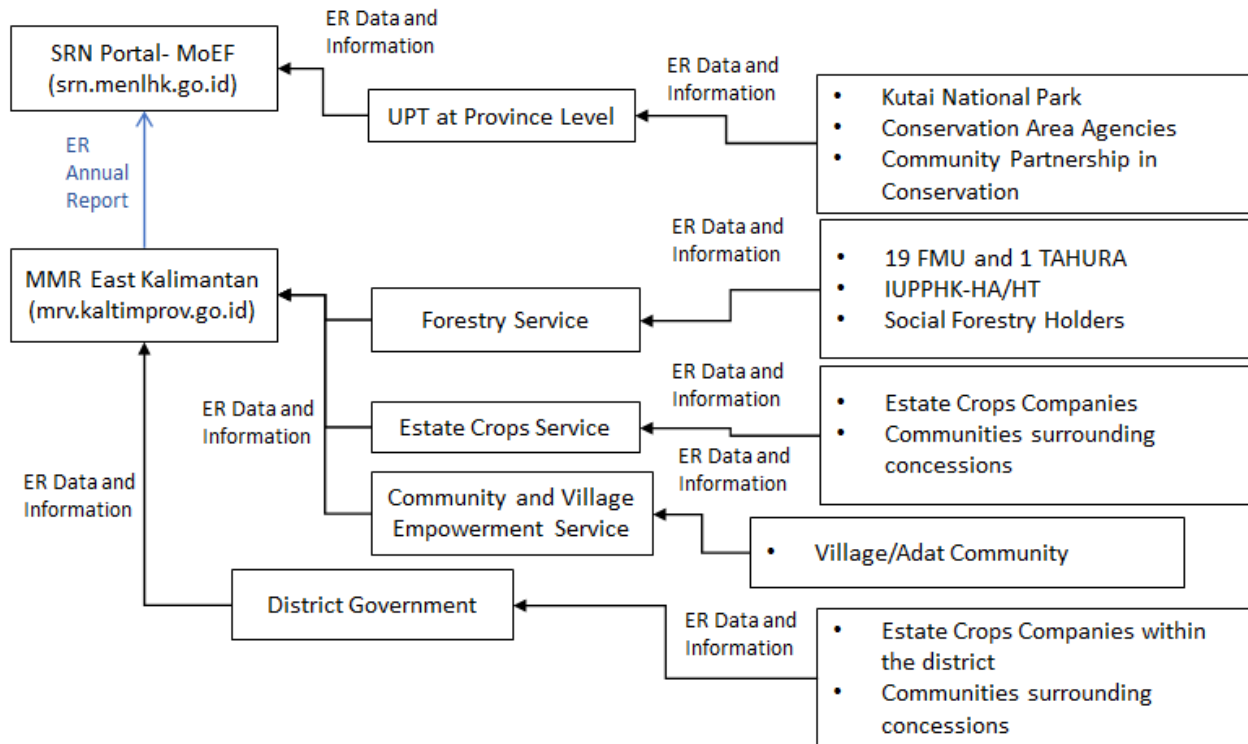 ER Data and
Information
SRN Portal- MoEF
(srn.menlhk.go.id)
ER Data and
Information
UPT at Province Level
• Kutai National Park
• Conservation Area Agencies
• Community Partnership in
Conservation
ER
Annual
Report
ER Data and
Information
MMR East Kalimantan
(mrv.kaltimprov.go.id)
Forestry Service
• 19 FMU and 1 TAHURA
• IUPPHK-HA/HT
• Social Forestry Holders
ER Data and
Information
ER Data and
Information
Estate Crops Service
• Estate Crops Companies
• Communities surrounding
concessions
ER Data and
Information
ER Data and
Information
Community and Village
Empowerment Service
• Village/Adat Community
District Government
ER Data and
Information
• Estate Crops Companies within
the district
• Communities surrounding
concessions